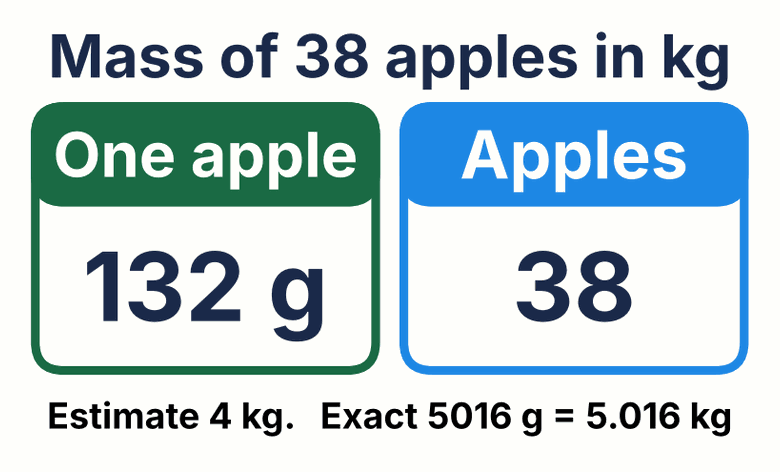 Mass of 38 apples in kg
One apple
132 g
Apples
38
Estimate 4 kg. Exact 5016 g = 5.016 kg